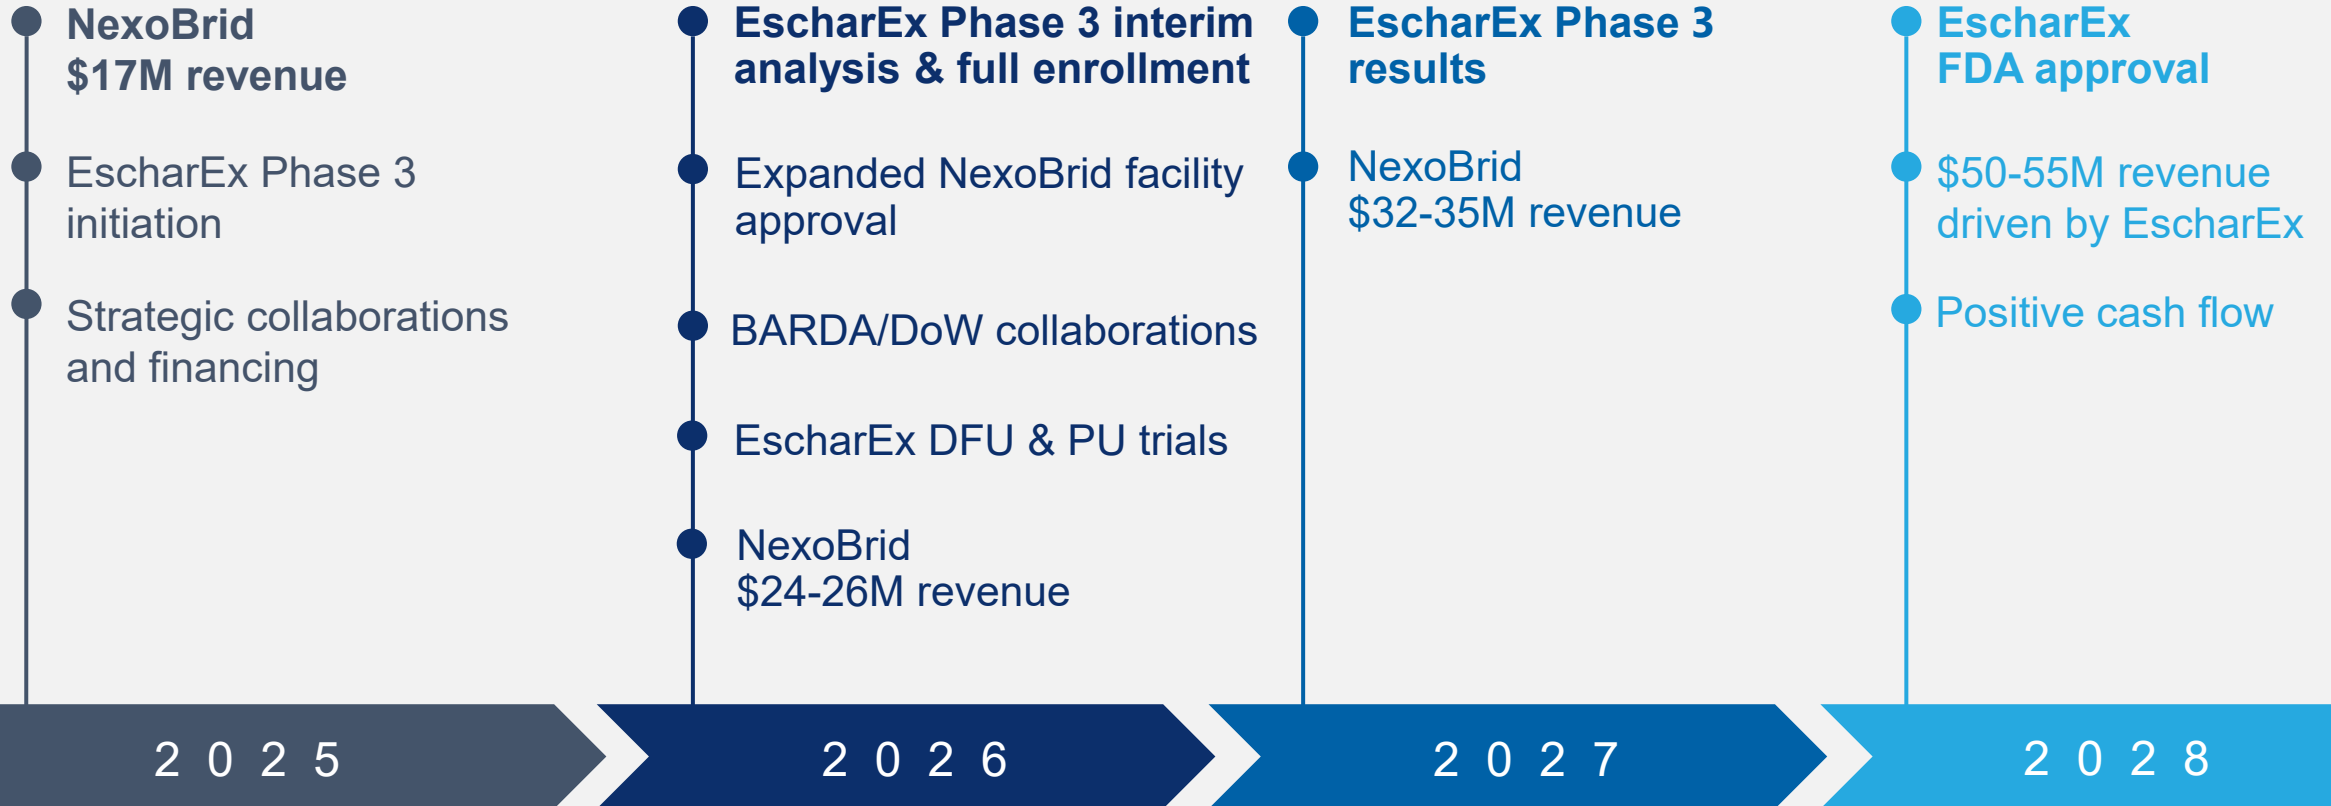 NexoBrid
$17M revenue
EscharEx Phase 3
initiation
Strategic collaborations
and financing
EscharEx Phase 3 interim
analysis & full enrollment
Expanded NexoBrid facility
approval
BARDA/DoW collaborations
EscharEx DFU & PU trials
NexoBrid
$24-26M revenue
EscharEx Phase 3
results
NexoBrid
$32-35M revenue
EscharEx
FDA approval
$50-55M revenue
driven by EscharEx
Positive cash flow
2025
2026
2027
2028